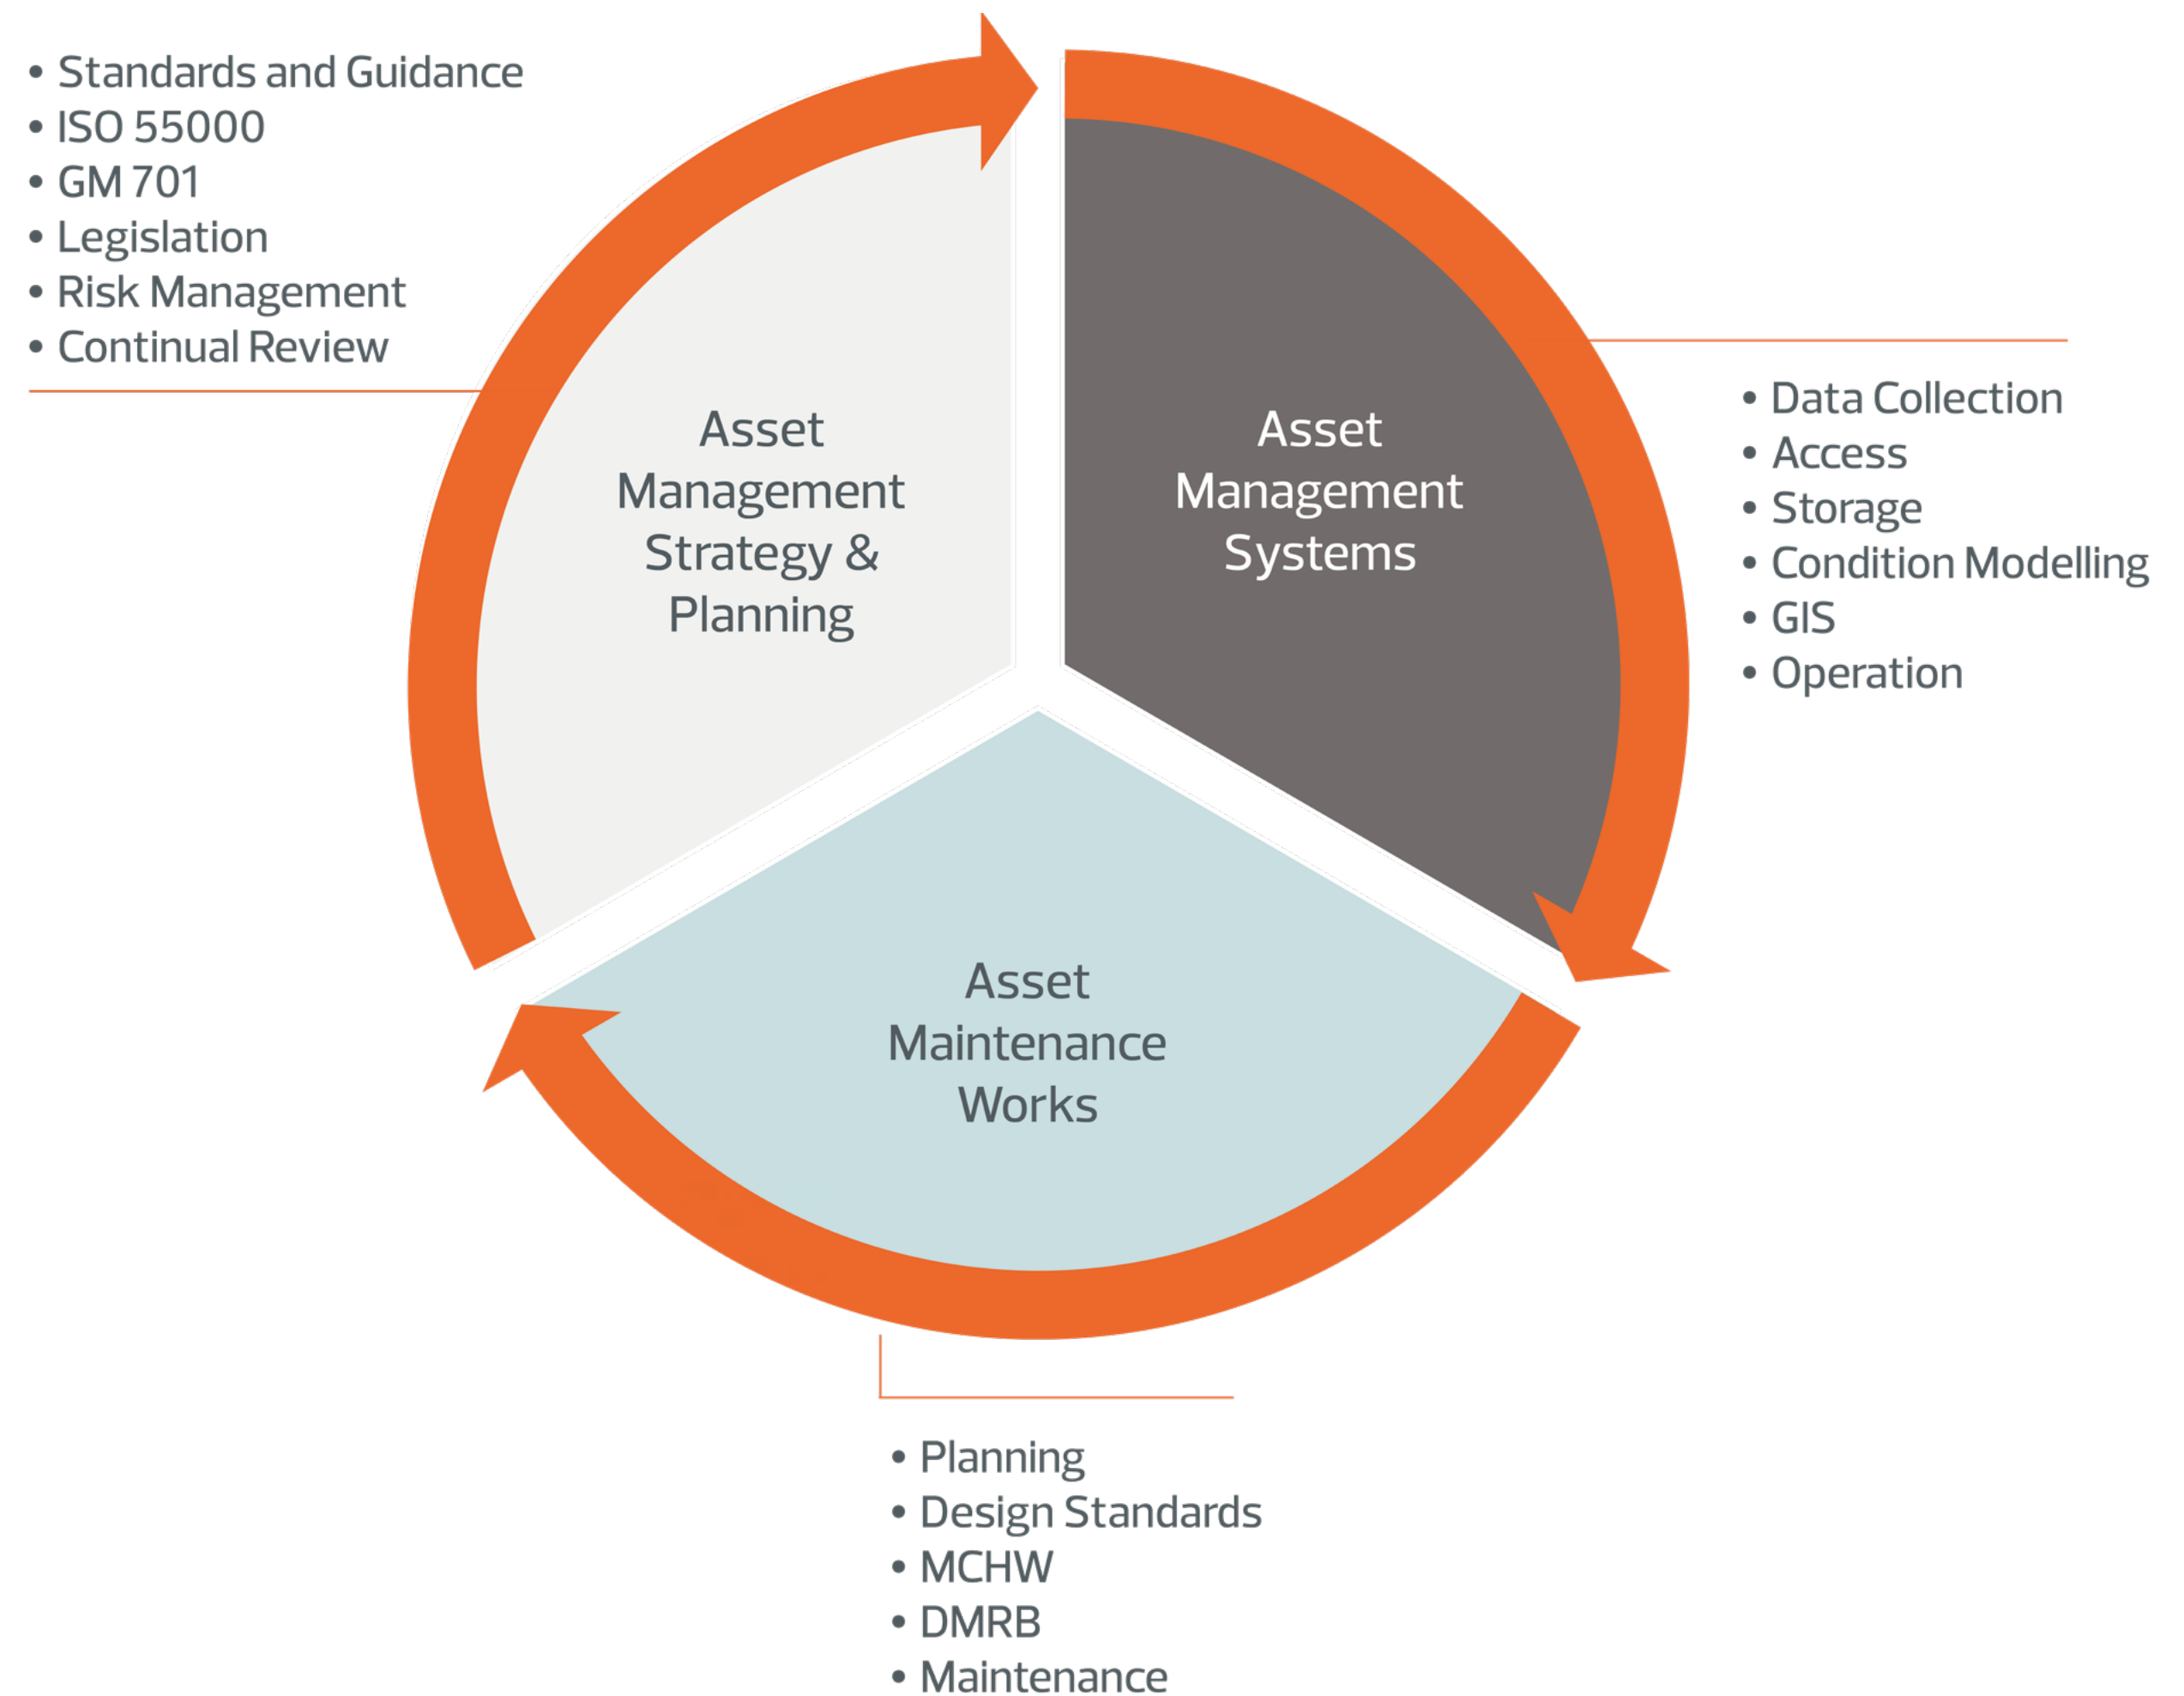 • Standards and Guidance
• ISO 55000
• GM 701
• Legislation
• Risk Management
• Continual Review
Asset
Management
Strategy &
Planning
Asset
Management
Systems
• Data Collection
• Access
• Storage
• Condition Modelling
• GIS
• Operation
Asset
Maintenance
Works
• Planning
• Design Standards
• MCHW
• DMRB
• Maintenance